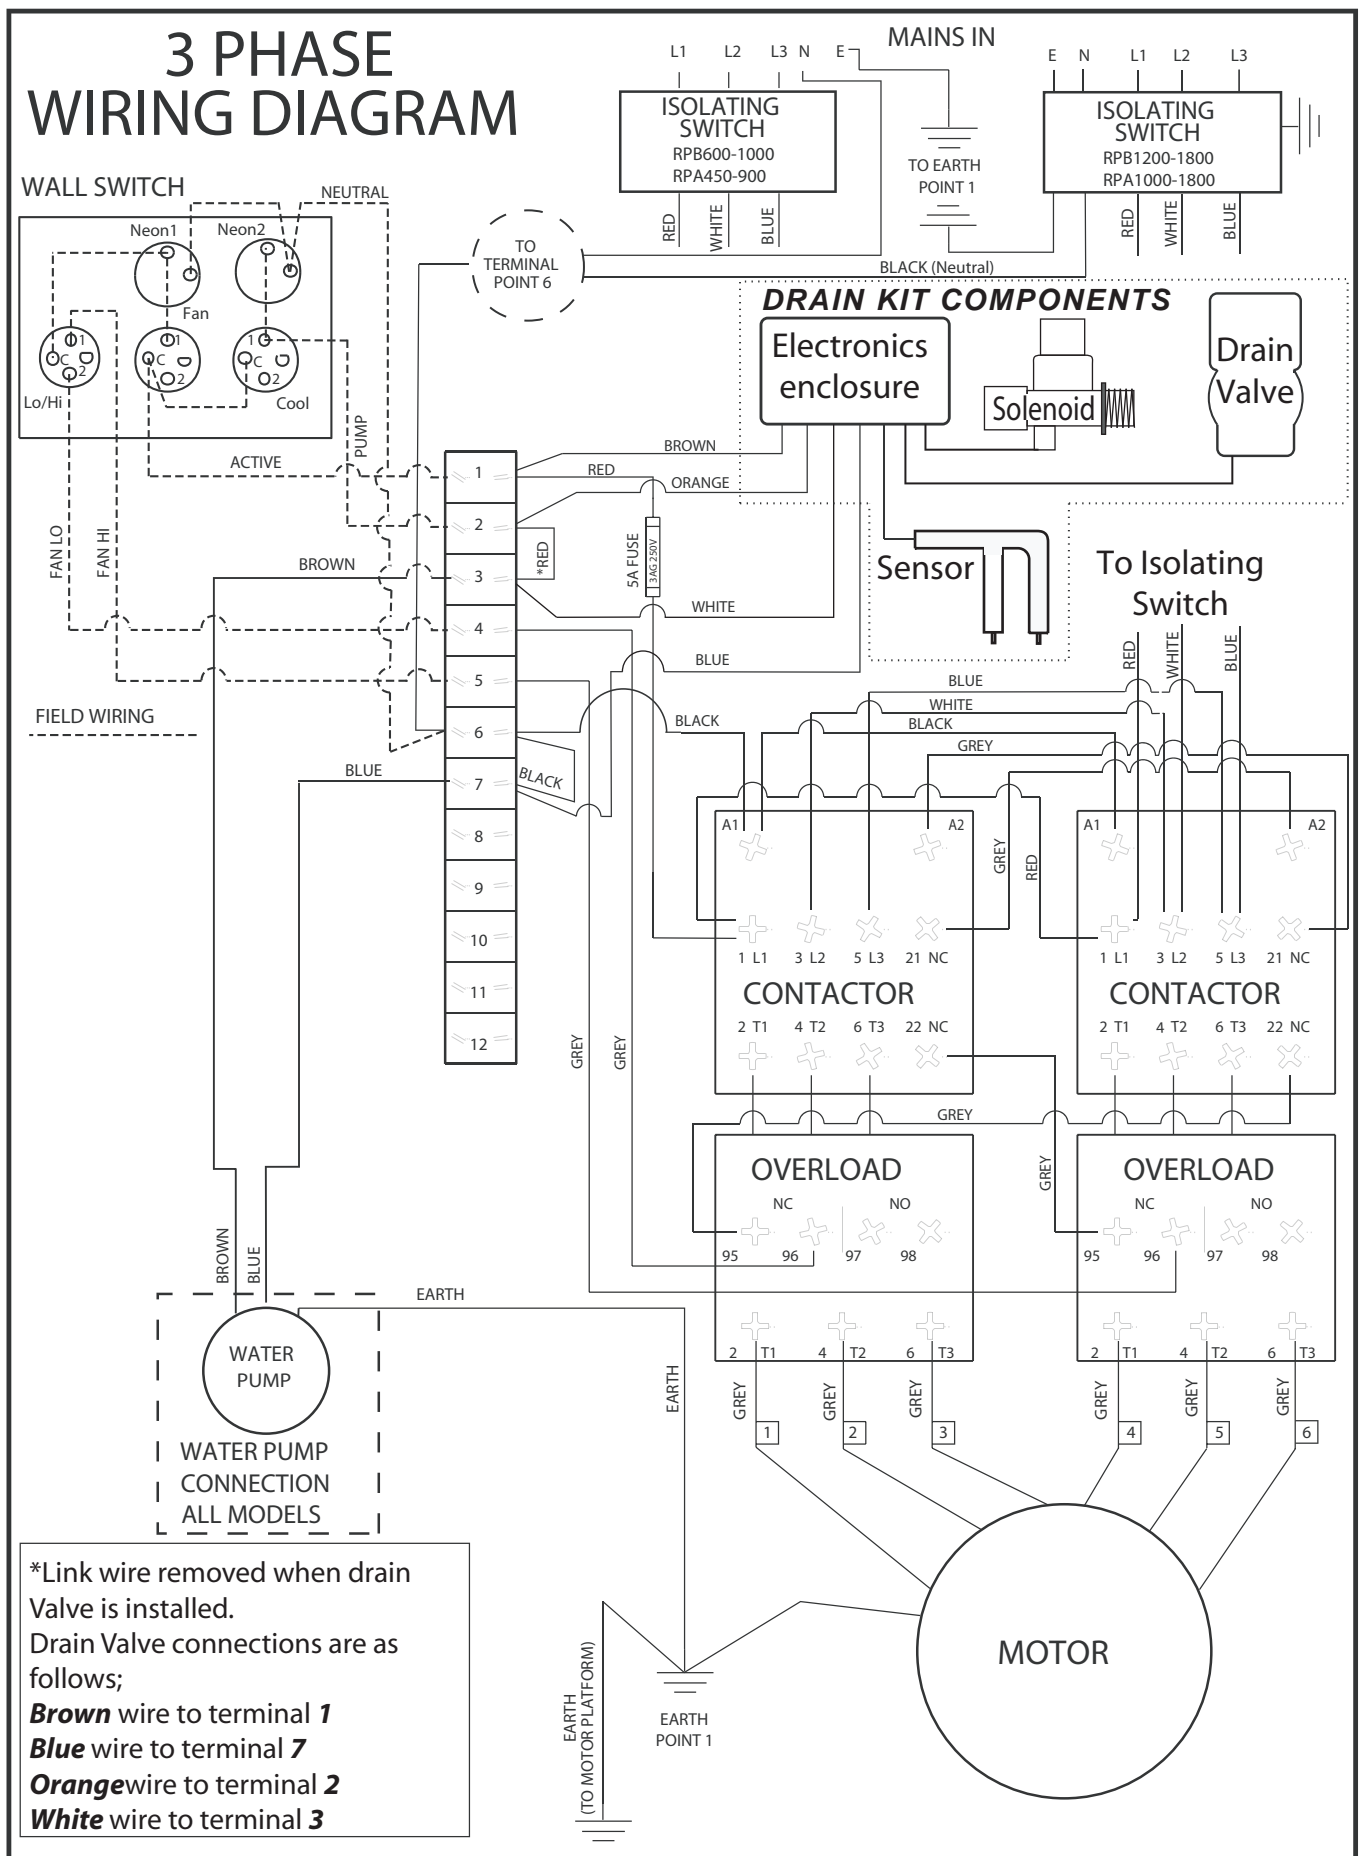 3 PHASE
WIRING DIAGRAM
MAINS IN
L1 L2 L3 N E
E N L1 L2 L3
ISOLATING
SWITCH
RPB600-1000
RPA450-900
ISOLATING
SWITCH
RPB1200-1800
RPA1000-1800
TO EARTH
POINT 1
RED WHITE BLUE
RED WHITE BLUE
WALL SWITCH
NEUTRAL
Neon1
Neon2
Fan
1
C
2
1
C
2
1
C
2
Lo/Hi
Cool
TO
TERMINAL
POINT 6
BLACK (Neutral)
DRAIN KIT COMPONENTS
Electronics
enclosure
Solenoid
Drain
Valve
Sensor
PUMP
ACTIVE
FAN LO
FAN HI
BROWN
FIELD WIRING
BLUE
1
2
3
4
5
6
7
8
9
10
11
12
BROWN
RED
ORANGE
*RED
5A FUSE
3AG 250V
WHITE
BLUE
BLACK
BLACK
To Isolating
Switch
RED
WHITE
BLUE
BLUE
WHITE
BLACK
GREY
GREY
RED
A1 A2
A1 A2
1 L1 3 L2 5 L3 21 NC
1 L1 3 L2 5 L3 21 NC
CONTACTOR
CONTACTOR
2 T1 4 T2 6 T3 22 NC
2 T1 4 T2 6 T3 22 NC
GREY
GREY
GREY
GREY
OVERLOAD
OVERLOAD
NC NO
NC NO
95 96 97 98
95 96 97 98
2 T1 4 T2 6 T3
2 T1 4 T2 6 T3
GREY GREY GREY
GREY GREY GREY
1 2 3
4 5 6
MOTOR
BROWN
BLUE
EARTH
EARTH
WATER
PUMP
WATER PUMP
CONNECTION
ALL MODELS
*Link wire removed when drain
Valve is installed.
Drain Valve connections are as
follows;
Brown wire to terminal 1
Blue wire to terminal 7
Orangewire to terminal 2
White wire to terminal 3
EARTH
(TO MOTOR PLATFORM)
EARTH
POINT 1